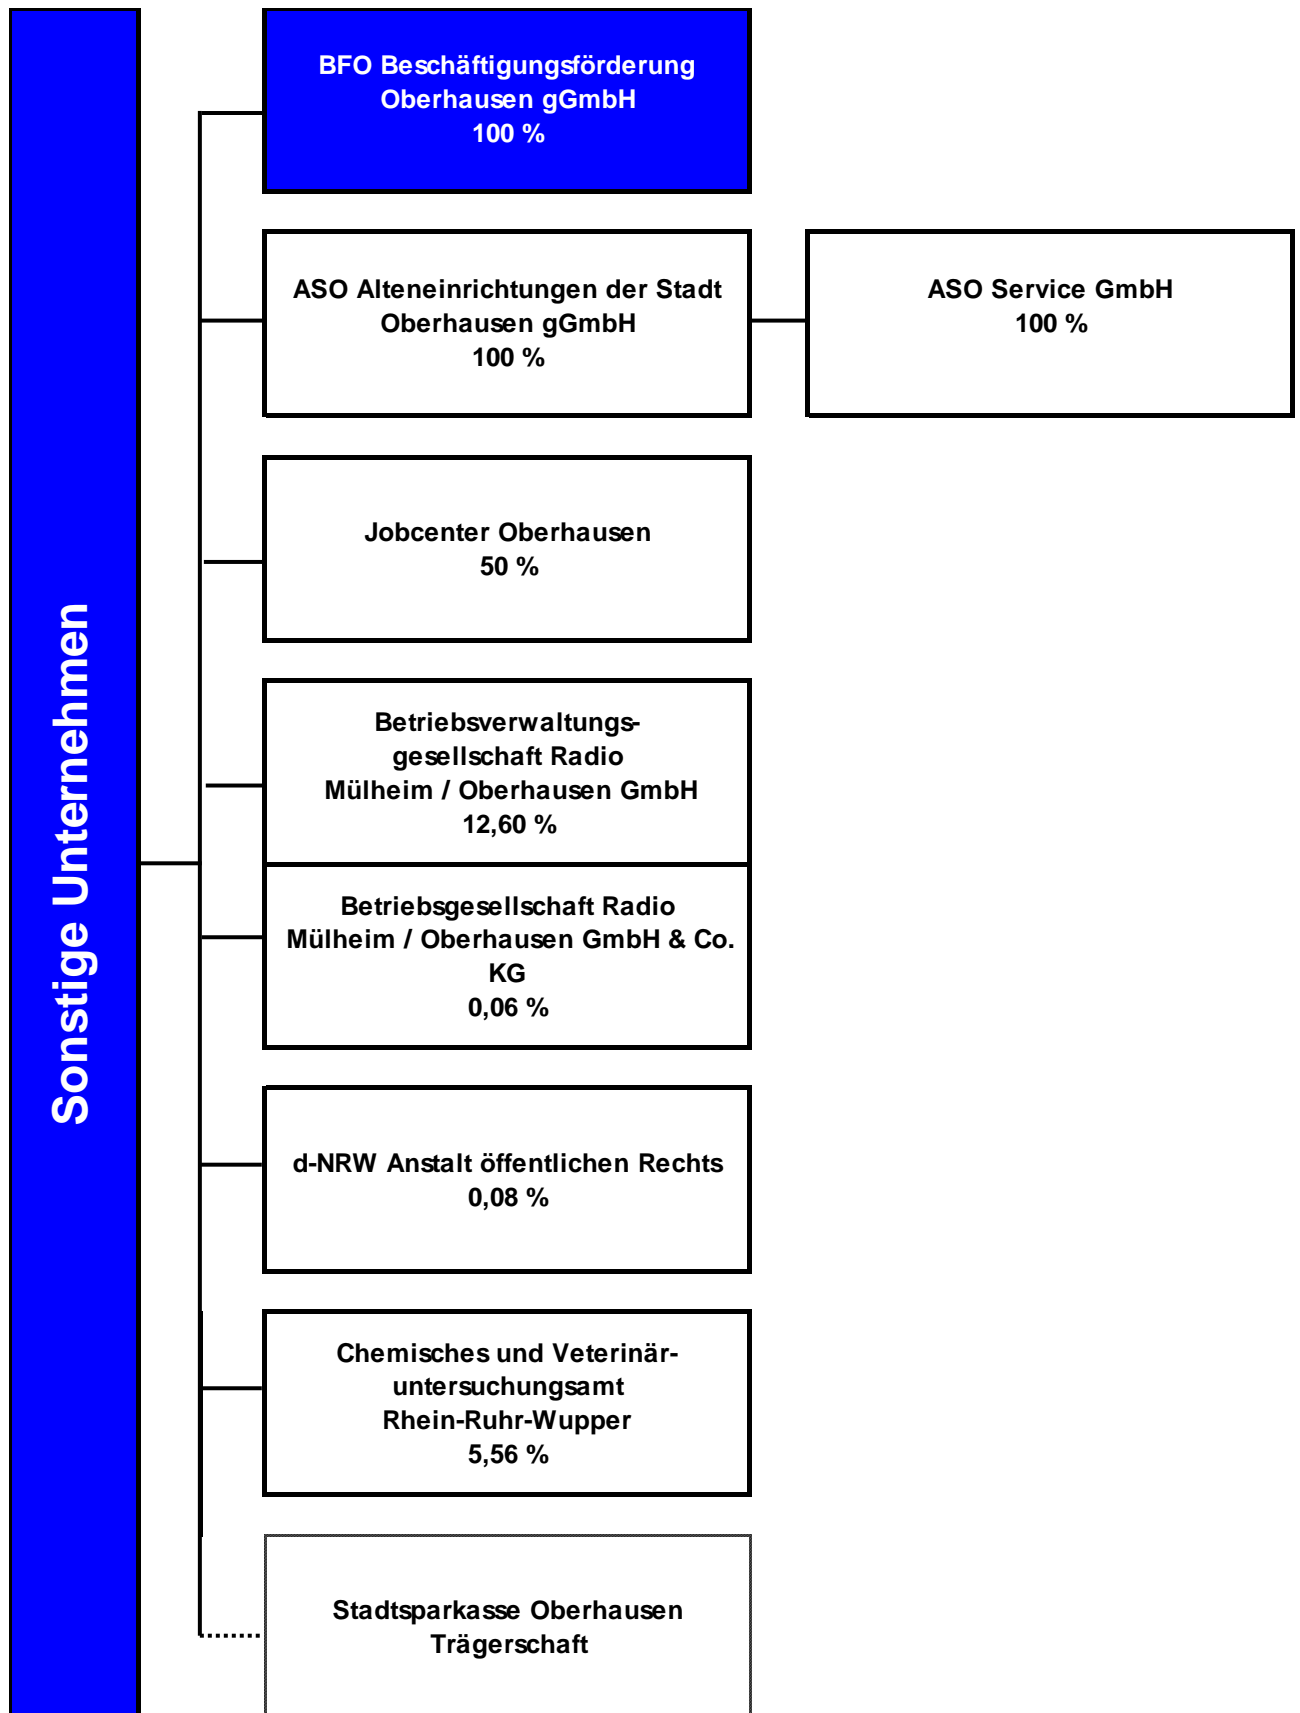 Sonstige Unternehmen
BFO Beschäftigungsförderung
Oberhausen gGmbH
100 %
ASO Alteneinrichtungen der Stadt
Oberhausen gGmbH
100 %
ASO Service GmbH
100 %
Jobcenter Oberhausen
50 %
Betriebsverwaltungs-
gesellschaft Radio
Mülheim / Oberhausen GmbH
12,60 %
Betriebsgesellschaft Radio
Mülheim / Oberhausen GmbH & Co.
KG
0,06 %
d-NRW Anstalt öffentlichen Rechts
0,08 %
Chemisches und Veterinär-
untersuchungsamt
Rhein-Ruhr-Wupper
5,56 %
Stadtsparkasse Oberhausen
Trägerschaft